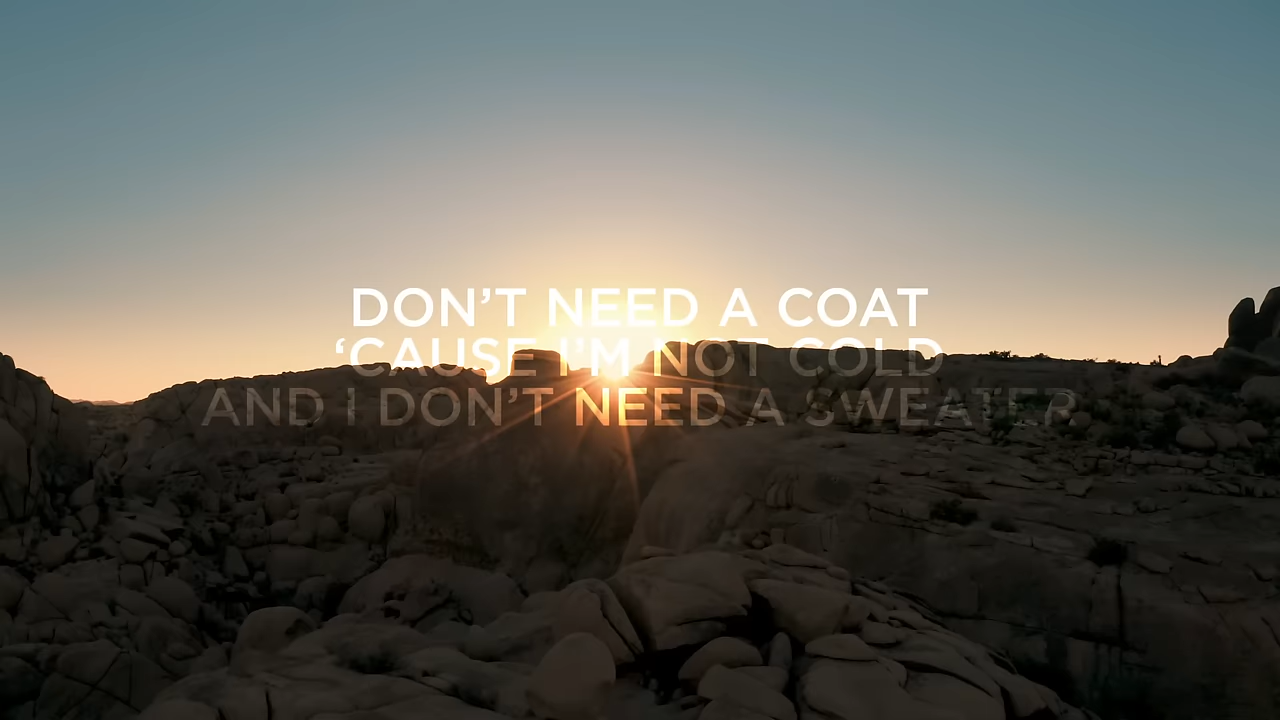 DON’T NEED A COAT
‘CAUSE I’M NOT COLD
AND I DON’T NEED A SWEATER